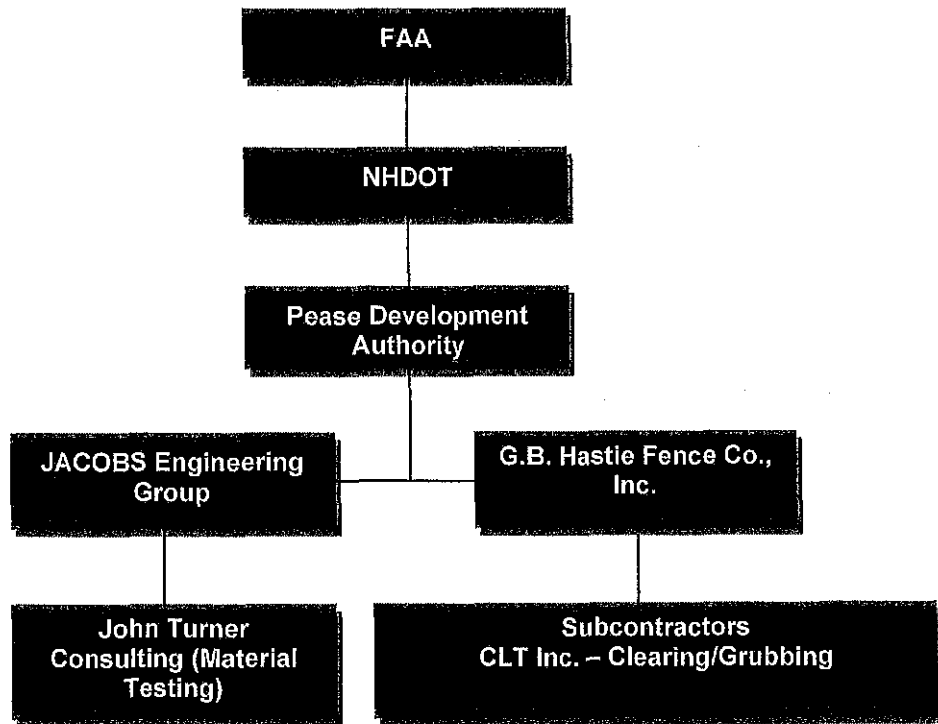 FAA
NHDOT
Pease Development
Authority
JACOBS Engineering
Group
G.B. Hastie Fence Co.,
Inc.
John Turner
Consulting (Material
Testing)
Subcontractors
CLT Inc. – Clearing/Grubbing